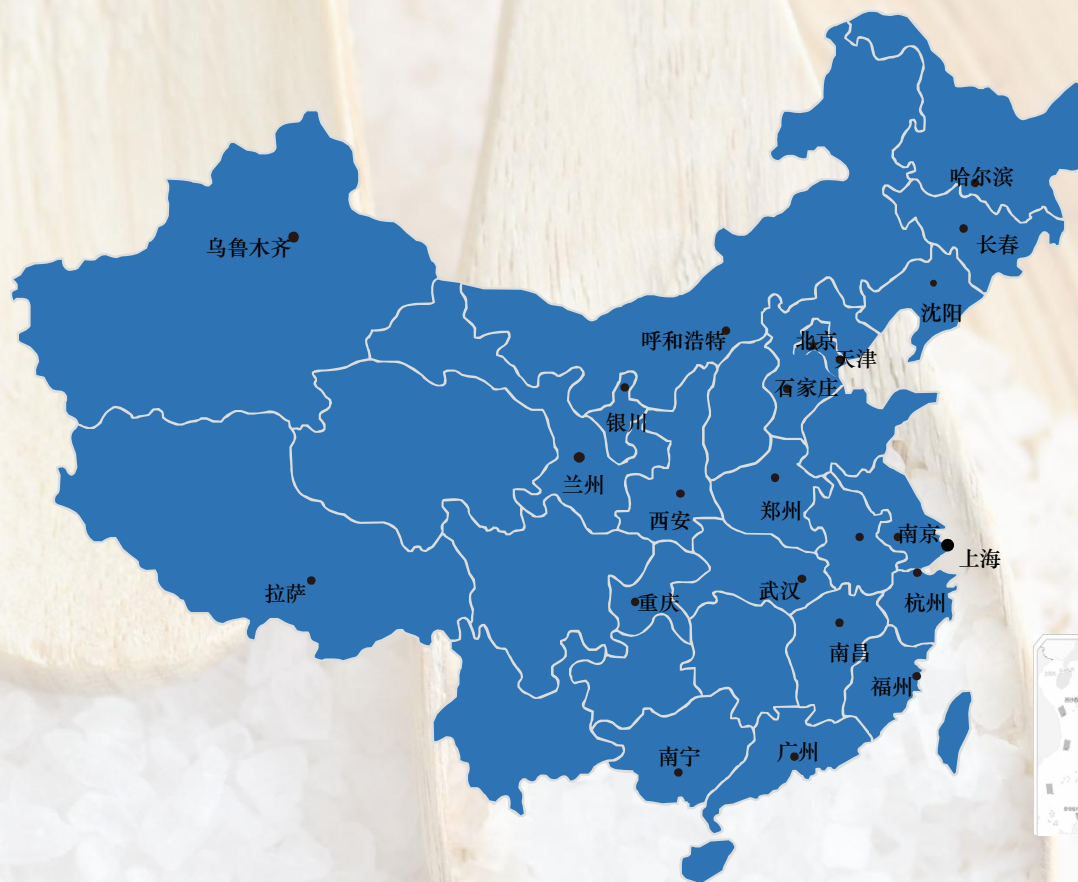 哈尔滨
乌鲁木齐
长春
沈阳
呼和浩特
北京
天津
石家庄
银川
兰州
西安
郑州
南京
上海
拉萨
重庆
武汉
杭州
南昌
福州
南宁
广州